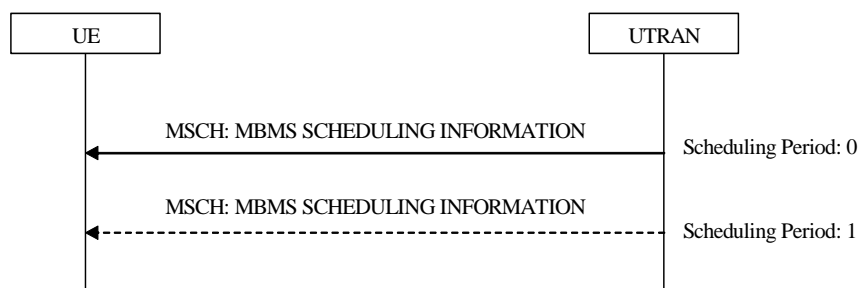 UE
UTRAN
MSCH: MBMS SCHEDULING INFORMATION
Scheduling Period: 0
MSCH: MBMS SCHEDULING INFORMATION
Scheduling Period: 1